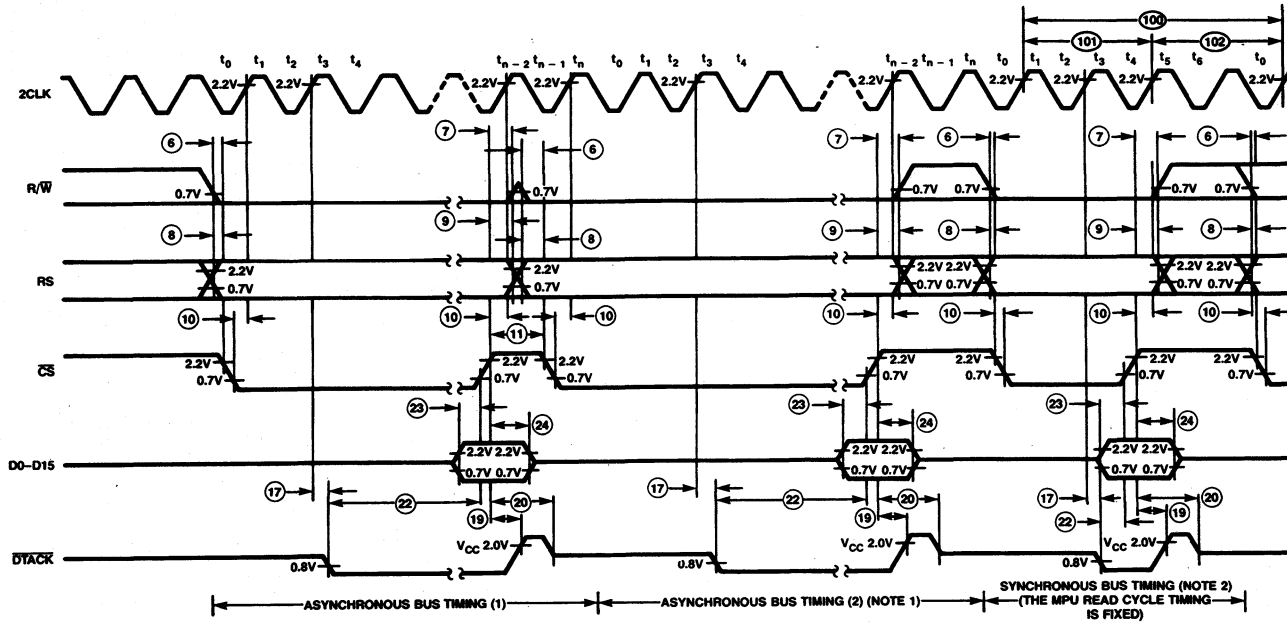 100
101 102
t0 t1 t2 t3 t4 tn-2 tn-1 tn t0 t1 t2 t3 t4 tn-2 tn-1 tn t0 t1 t2 t3 t4 t5 t6 t0
2CLK 2.2V 2.2V 2.2V 2.2V 2.2V 2.2V 2.2V 2.2V 2.2V 2.2V
6 7 6 7 6 7 6
R/W̅ 0.7V 0.7V 0.7V 0.7V 0.7V 0.7V
8 9 8 9 8 9 8
RS 2.2V 2.2V 2.2V 2.2V 2.2V 2.2V
0.7V 0.7V 0.7V 0.7V 0.7V 0.7V
10 10 10 10 10 10 10
11
C̅S̅ 2.2V 2.2V 2.2V 2.2V 2.2V 2.2V 2.2V
0.7V 0.7V 0.7V 0.7V 0.7V 0.7V 0.7V
23 24 23 24 23 24
D0–D15 2.2V 2.2V 2.2V 2.2V 2.2V 2.2V
0.7V 0.7V 0.7V 0.7V 0.7V 0.7V
17 22 20 17 22 20 17 20
19 19 22 19
D̅T̅A̅C̅K̅ 0.8V VCC 2.0V 0.8V VCC 2.0V 0.8V VCC 2.0V
ASYNCHRONOUS BUS TIMING (1)
ASYNCHRONOUS BUS TIMING (2) (NOTE 1)
SYNCHRONOUS BUS TIMING (NOTE 2)
(THE MPU READ CYCLE TIMING
IS FIXED)